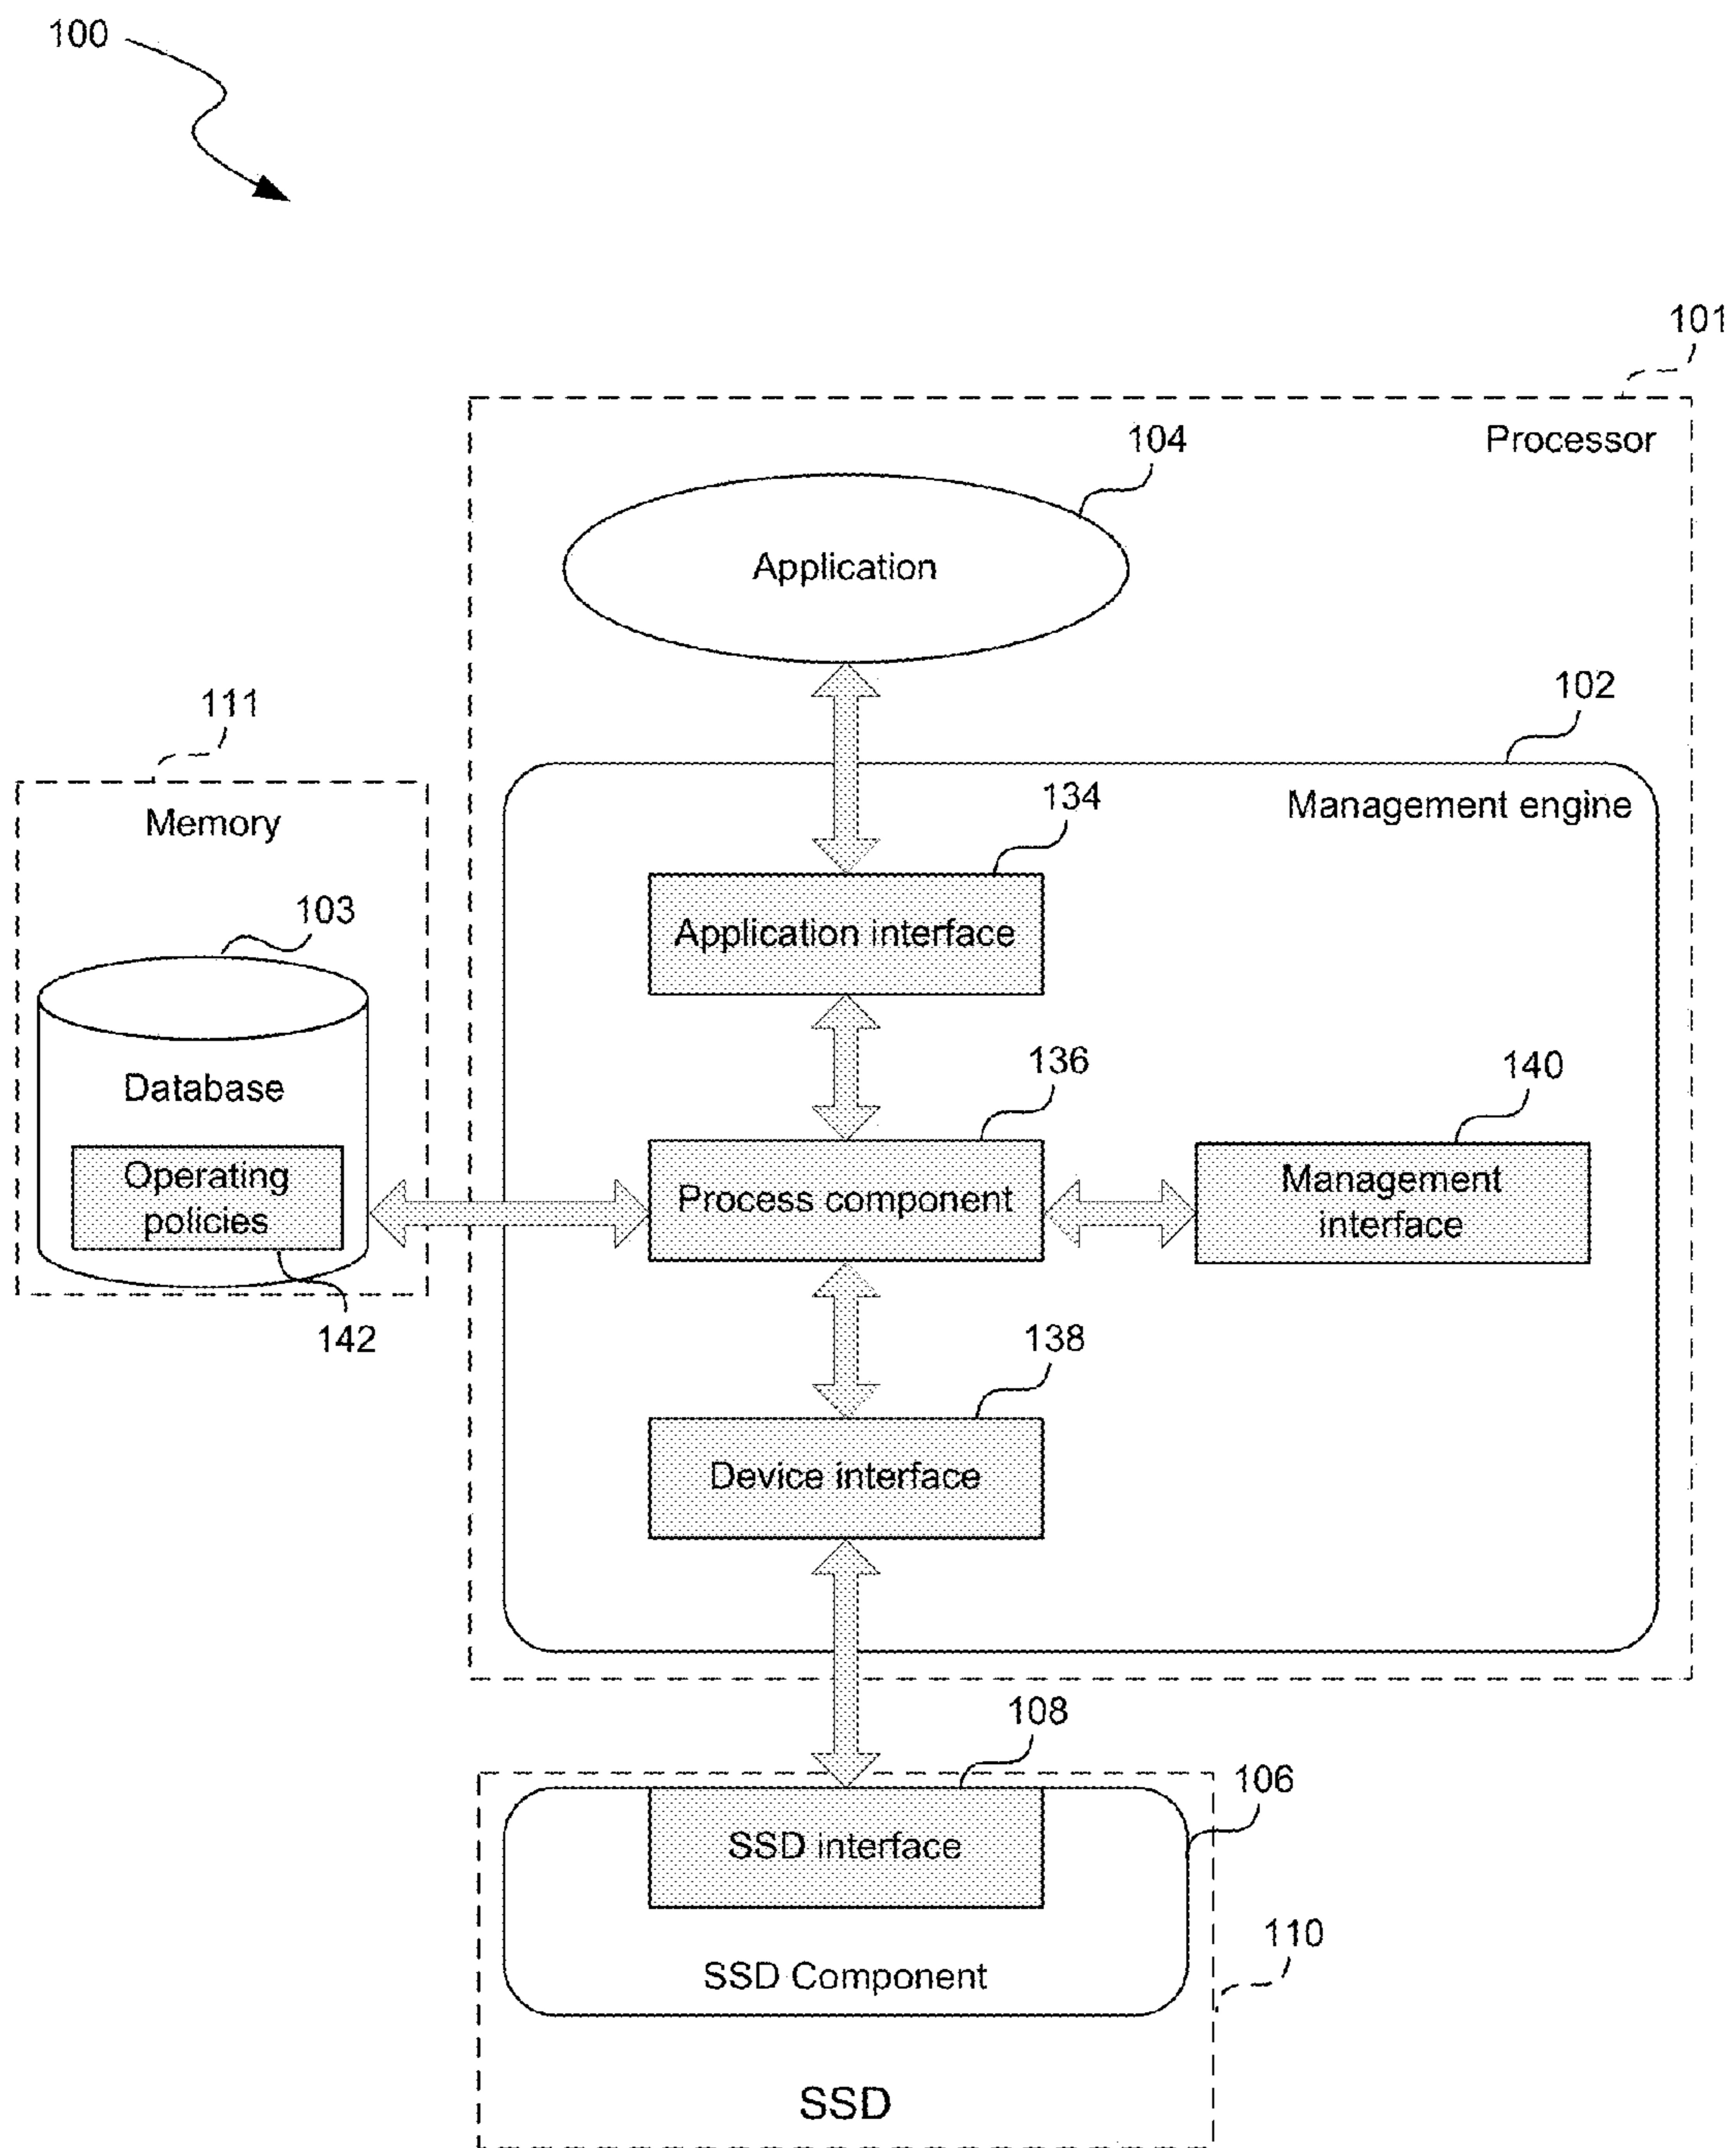 100
101
Processor
104
Application
102
Management engine
111
Memory
134
Application interface
103
Database
136
140
Operating
policies
Process component
Management
interface
142
138
Device interface
108
SSD interface
106
110
SSD Component
SSD